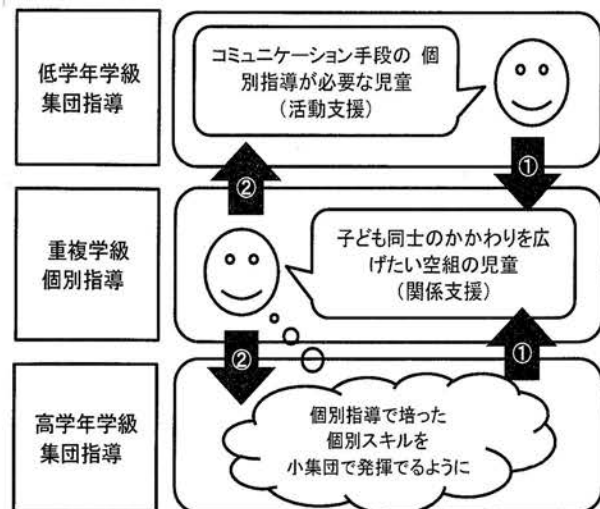 低学年学級
集団指導
コミュニケーション手段の 個
別指導が必要な児童
(活動支援)
①
②
重複学級
個別指導
子ども同士のかかわりを広
げたい空組の児童
(関係支援)
②
①
高学年学級
集団指導
個別指導で培った
個別スキルを
小集団で発揮でるように